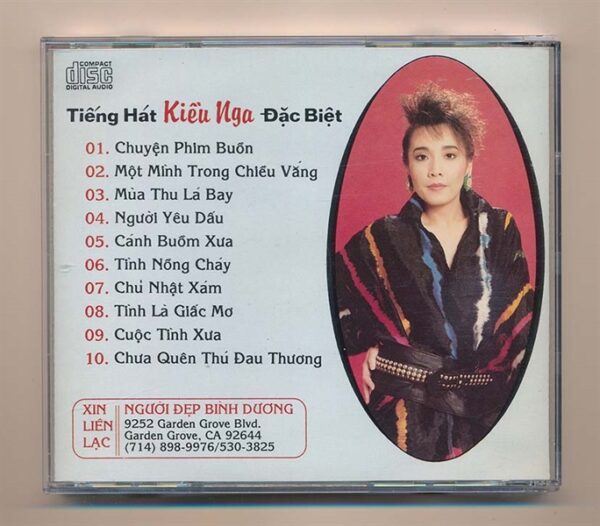 COMPACT
disc
DIGITAL AUDIO
Tiếng Hát Kiều Nga Đặc Biệt
01. Chuyện Phim Buồn
02. Một Mình Trong Chiều Vắng
03. Mùa Thu Lá Bay
04. Người Yêu Dấu
05. Cánh Buồm Xưa
06. Tình Nồng Cháy
07. Chủ Nhật Xám
08. Tình Là Giấc Mơ
09. Cuộc Tình Xưa
10. Chưa Quên Thú Đau Thương
XIN LIÊN LẠC
NGƯỜI ĐẸP BÌNH DƯƠNG
9252 Garden Grove Blvd.
Garden Grove, CA 92644
(714) 898-9976/530-3825